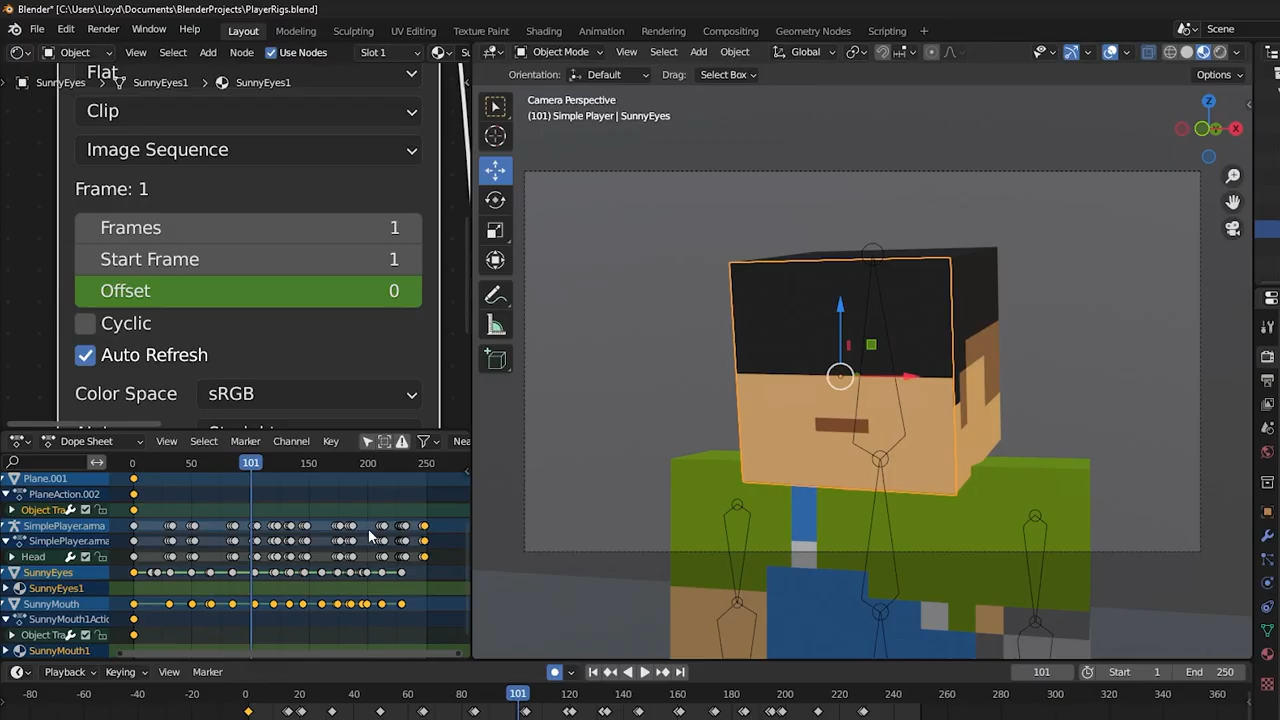 Blender* [C:\Users\Lloyd\Documents\BlenderProjects\PlayerRigs.blend]
File Edit Render Window Help Layout Modeling Sculpting UV Editing Texture Paint Shading Animation Rendering Compositing Geometry Nodes Scripting Scene
Object View Select Add Node Use Nodes Slot 1 Object Mode View Select Add Object Global
Orientation: Default Drag: Select Box Options
Flat
SunnyEyes SunnyEyes1 SunnyEyes1
Camera Perspective
(101) Simple Player | SunnyEyes
Clip
Image Sequence
Frame: 1
Frames 1
Start Frame 1
Offset 0
Cyclic
Auto Refresh
Color Space sRGB
Z
X
Dope Sheet View Select Marker Channel Key Nea
0 50 101 150 200 250
Plane.001
PlaneAction.002
Object Tra
SimplePlayer.arma
SimplePlayer.arma
Head
SunnyEyes
SunnyEyes1
SunnyMouth
SunnyMouth1Acti
Object Tra
SunnyMouth1
Playback Keying View Marker 101 Start 1 End 250
-80 -60 -40 -20 0 20 40 60 80 101 120 140 160 180 200 220 240 260 280 300 320 340 360